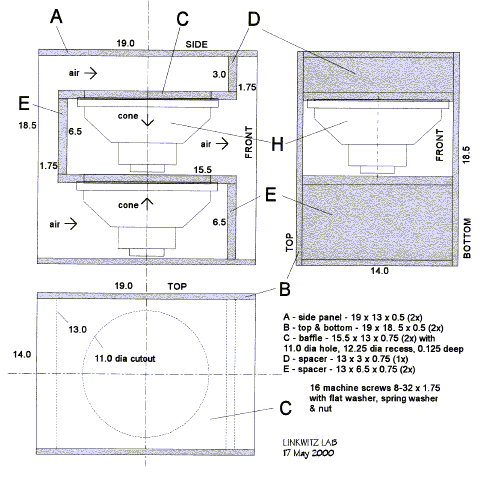 A
C
D
19.0
SIDE
air
3.0
1.75
E
cone
H
18.5
6.5
air
FRONT
FRONT
18.5
1.75
15.5
cone
E
air
6.5
TOP
BOTTOM
14.0
19.0
TOP
B
13.0
14.0
11.0 dia cutout
C
A - side panel - 19 x 13 x 0.5 (2x)
B - top & bottom - 19 x 18. 5 x 0.5 (2x)
C - baffle - 15.5 x 13 x 0.75 (2x) with
11.0 dia hole, 12.25 dia recess, 0.125 deep
D - spacer - 13 x 3 x 0.75 (1x)
E - spacer - 13 x 6.5 x 0.75 (2x)
16 machine screws 8-32 x 1.75
with flat washer, spring washer
& nut
LINKWITZ LAB
17 May 2000